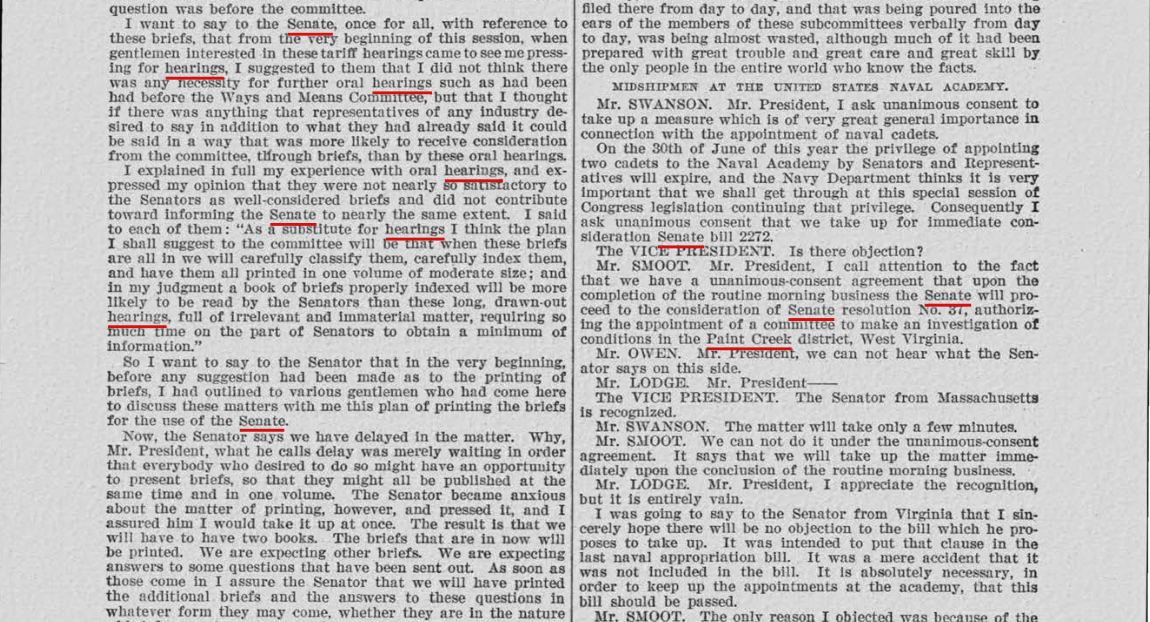 question was before the committee.
I want to say to the Senate, once for all, with reference to
these briefs, that from the very beginning of this session, when
gentlemen interested in these tariff hearings came to see me press-
ing for hearings, I suggested to them that I did not think there
was any necessity for further oral hearings such as had been
had before the Ways and Means Committee, but that I thought
if there was anything that representatives of any industry de-
sired to say in addition to what they had already said it could
be said in a way that was more likely to receive consideration
from the committee, through briefs, than by these oral hearings.
I explained in full my experience with oral hearings, and ex-
pressed my opinion that they were not nearly so satisfactory to
the Senators as well-considered briefs and did not contribute
toward informing the Senate to nearly the same extent. I said
to each of them: "As a substitute for hearings I think the plan
I shall suggest to the committee will be that when these briefs
are all in we will carefully classify them, carefully index them,
and have them all printed in one volume of moderate size; and
in my judgment a book of briefs properly indexed will be more
likely to be read by the Senators than these long, drawn-out
hearings, full of irrelevant and immaterial matter, requiring so
much time on the part of Senators to obtain a minimum of
information."
So I want to say to the Senator that in the very beginning,
before any suggestion had been made as to the printing of
briefs, I had outlined to various gentlemen who had come here
to discuss these matters with me this plan of printing the briefs
for the use of the Senate.
Now, the Senator says we have delayed in the matter. Why,
Mr. President, what he calls delay was merely waiting in order
that everybody who desired to do so might have an opportunity
to present briefs, so that they might all be published at the
same time and in one volume. The Senator became anxious
about the matter of printing, however, and pressed it, and I
assured him I would take it up at once. The result is that we
will have to have two books. The briefs that are in now will
be printed. We are expecting other briefs. We are expecting
answers to some questions that have been sent out. As soon as
those come in I assure the Senator that we will have printed
the additional briefs and the answers to these questions in
whatever form they may come, whether they are in the nature
filed there from day to day, and that was being poured into the
ears of the members of these subcommittees verbally from day
to day, was being almost wasted, although much of it had been
prepared with great trouble and great care and great skill by
the only people in the entire world who know the facts.
MIDSHIPMEN AT THE UNITED STATES NAVAL ACADEMY.
Mr. SWANSON. Mr. President, I ask unanimous consent to
take up a measure which is of very great general importance in
connection with the appointment of naval cadets.
On the 30th of June of this year the privilege of appointing
two cadets to the Naval Academy by Senators and Represent-
atives will expire, and the Navy Department thinks it is very
important that we shall get through at this special session of
Congress legislation continuing that privilege. Consequently I
ask unanimous consent that we take up for immediate con-
sideration Senate bill 2272.
The VICE PRESIDENT. Is there objection?
Mr. SMOOT. Mr. President, I call attention to the fact
that we have a unanimous-consent agreement that upon the
completion of the routine morning business the Senate will pro-
ceed to the consideration of Senate resolution No. 37, authoriz-
ing the appointment of a committee to make an investigation of
conditions in the Paint Creek district, West Virginia.
Mr. OWEN. Mr. President, we can not hear what the Sen-
ator says on this side.
Mr. LODGE. Mr. President——
The VICE PRESIDENT. The Senator from Massachusetts
is recognized.
Mr. SWANSON. The matter will take only a few minutes.
Mr. SMOOT. We can not do it under the unanimous-consent
agreement. It says that we will take up the matter imme-
diately upon the conclusion of the routine morning business.
Mr. LODGE. Mr. President, I appreciate the recognition,
but it is entirely vain.
I was going to say to the Senator from Virginia that I sin-
cerely hope there will be no objection to the bill which he pro-
poses to take up. It was intended to put that clause in the
last naval appropriation bill. It was a mere accident that it
was not included in the bill. It is absolutely necessary, in
order to keep up the appointments at the academy, that this
bill should be passed.
Mr. SMOOT. The only reason I objected was because of the